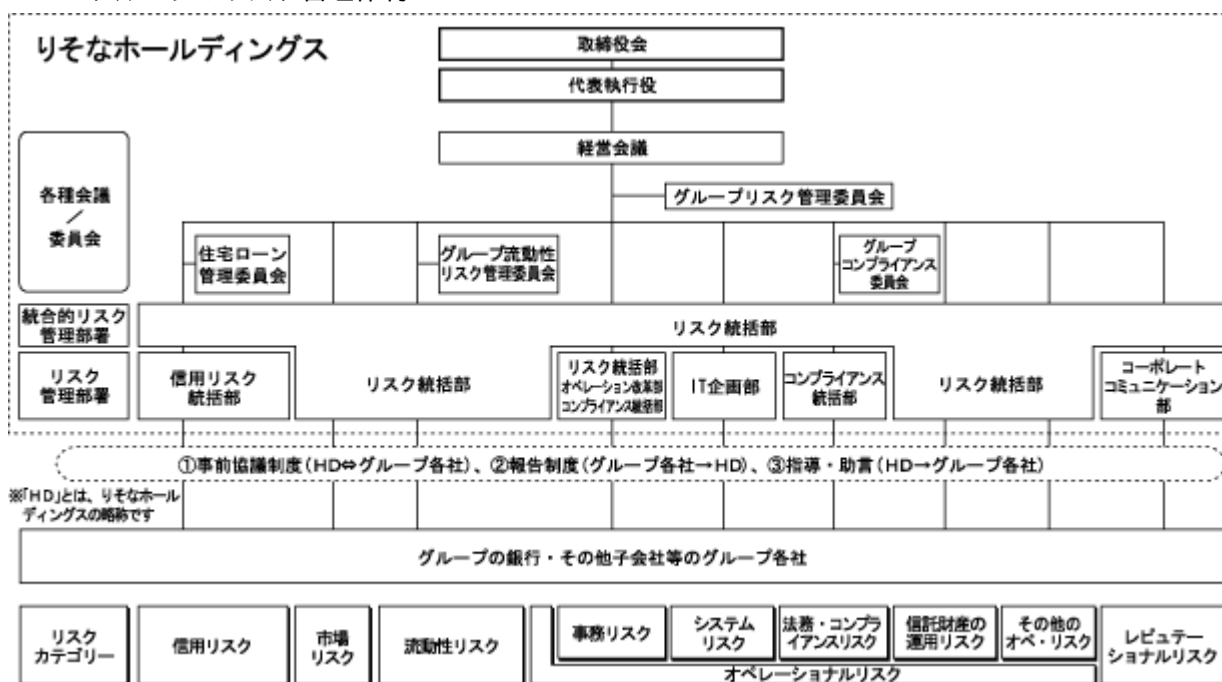 りそなホールディングス
取締役会
代表執行役
経営会議
グループリスク管理委員会
各種会議
／
委員会
住宅ローン
管理委員会
グループ流動性
リスク管理委員会
グループ
コンプライアンス
委員会
統合的リスク
管理部署
リスク統括部
リスク
管理部署
信用リスク
統括部
リスク統括部
リスク統括部
オペレーション改革部
コンプライアンス統括部
IT企画部
コンプライアンス
統括部
リスク統括部
コーポレート
コミュニケーション
部
①事前協議制度(HD⇔グループ各社)、②報告制度(グループ各社→HD)、③指導・助言(HD→グループ各社)
※「HD」とは、りそなホール
ディングスの略称です
グループの銀行・その他子会社等のグループ各社
リスク
カテゴリー
信用リスク
市場
リスク
流動性リスク
事務リスク
システム
リスク
法務・コンプラ
イアンスリスク
信託財産の
運用リスク
その他の
オペ・リスク
オペレーショナルリスク
レピュテー
ショナルリスク